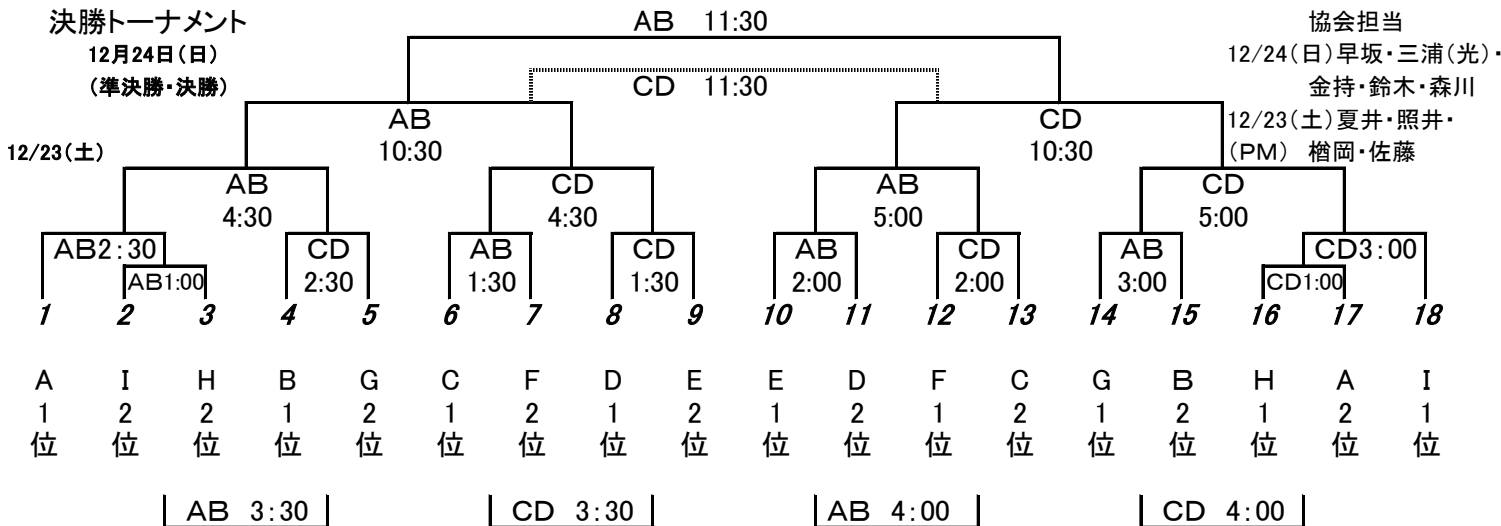 決勝トーナメント
AB 11:30
協会担当
12月24日(日)
12/24(日)早坂・三浦(光)・
(準決勝・決勝)
CD 11:30
金持・鈴木・森川
AB
CD
12/23(土)夏井・照井・
12/23(土)
10:30
10:30
(PM) 楢岡・佐藤
AB
CD
AB
CD
4:30
4:30
5:00
5:00
AB2:30
CD
AB
CD
AB
CD
AB
CD3:00
AB1:00
2:30
1:30
1:30
2:00
2:00
3:00
CD1:00
1 2 3 4 5 6 7 8 9 10 11 12 13 14 15 16 17 18
A I H B G C F D E E D F C G B H A I
1 2 2 1 2 1 2 1 2 1 2 1 2 1 2 1 2 1
位 位 位 位 位 位 位 位 位 位 位 位 位 位 位 位 位 位
AB 3:30
CD 3:30
AB 4:00
CD 4:00